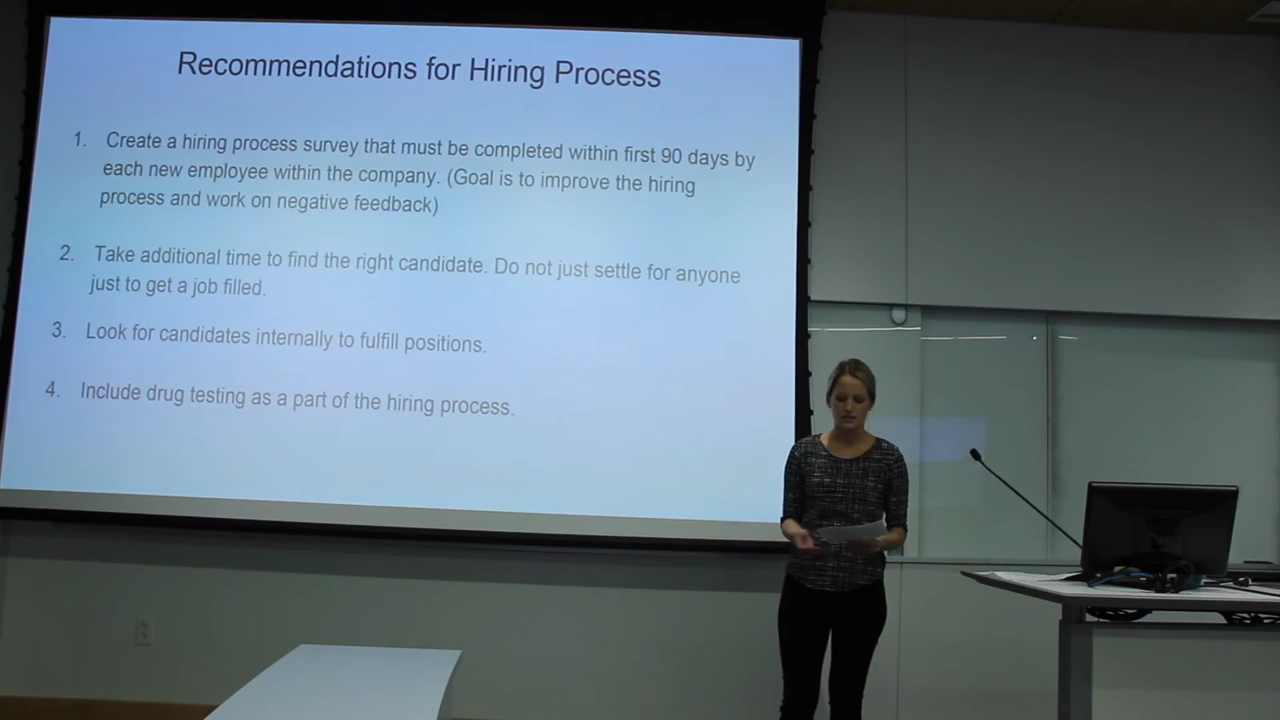 Recommendations for Hiring Process
1. Create a hiring process survey that must be completed within first 90 days by
each new employee within the company. (Goal is to improve the hiring
process and work on negative feedback)
2. Take additional time to find the right candidate. Do not just settle for anyone
just to get a job filled.
3. Look for candidates internally to fulfill positions.
4. Include drug testing as a part of the hiring process.